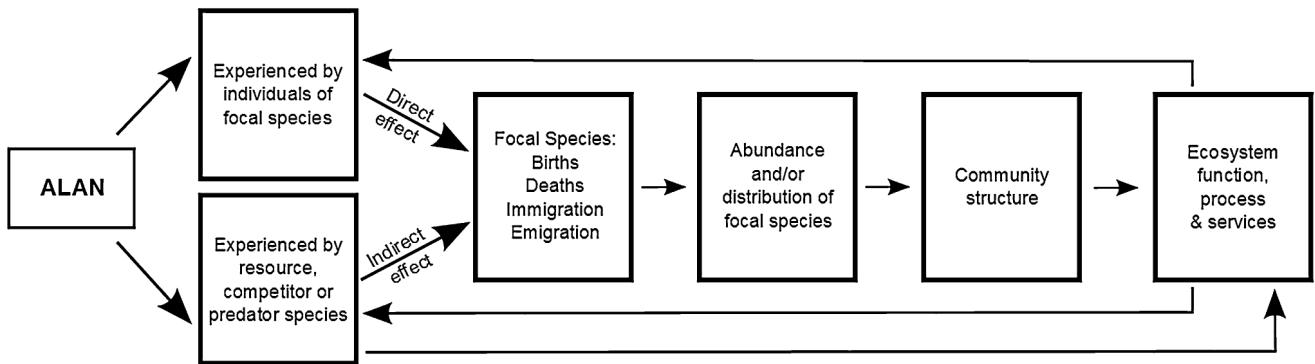 ALAN
Experienced by
individuals of
focal species
Experienced by
resource,
competitor or
predator species
Direct
effect
Indirect
effect
Focal Species:
Births
Deaths
Immigration
Emigration
Abundance
and/or
distribution of
focal species
Community
structure
Ecosystem
function,
process
& services